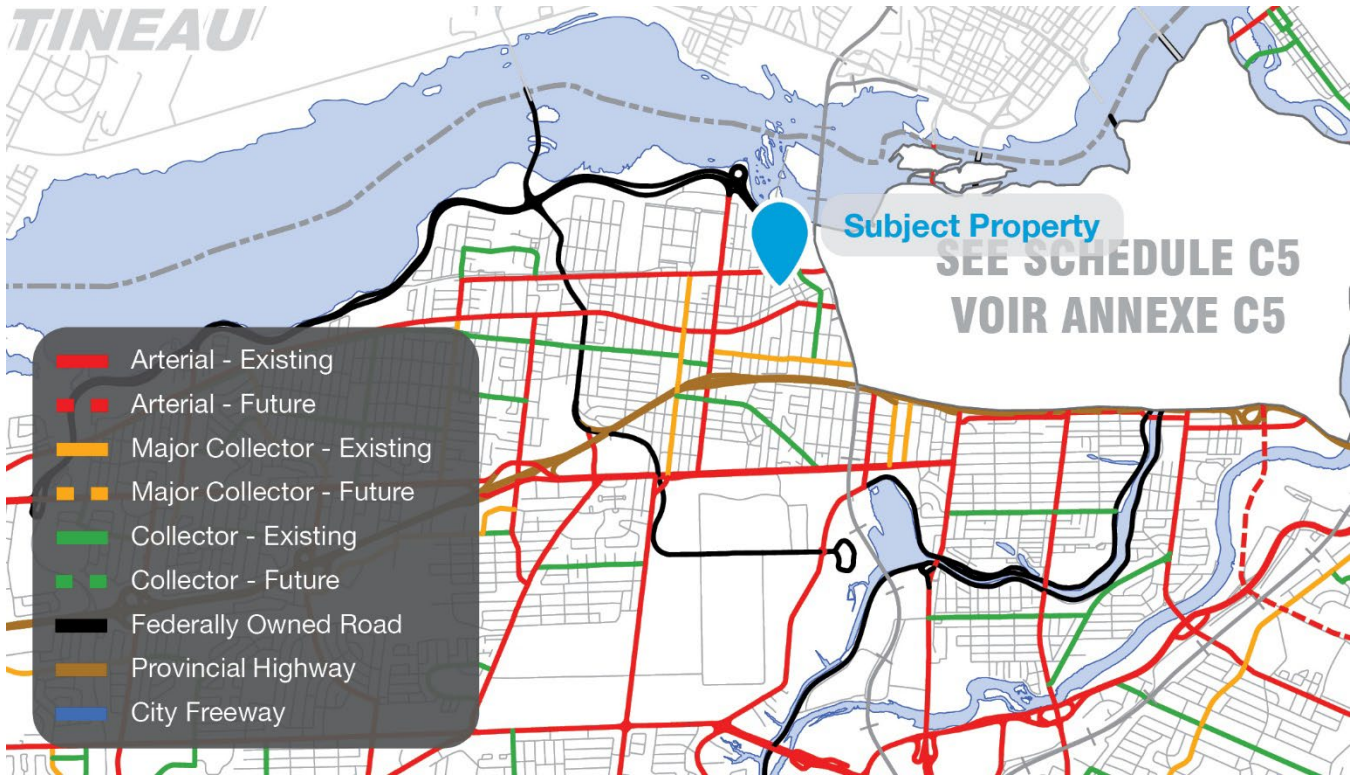 TINEAU
Subject Property
SEE SCHEDULE C5
VOIR ANNEXE C5
Arterial - Existing
Arterial - Future
Major Collector - Existing
Major Collector - Future
Collector - Existing
Collector - Future
Federally Owned Road
Provincial Highway
City Freeway